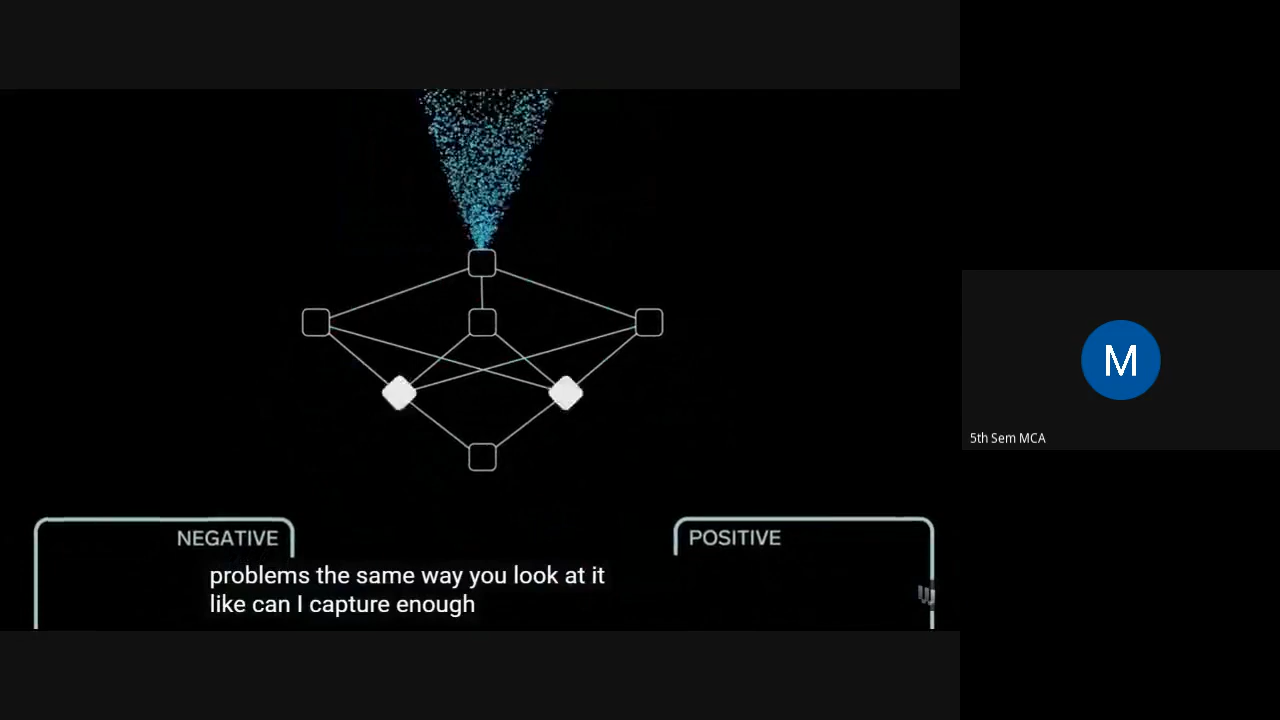 NEGATIVE
POSITIVE
problems the same way you look at it
like can I capture enough
M
5th Sem MCA